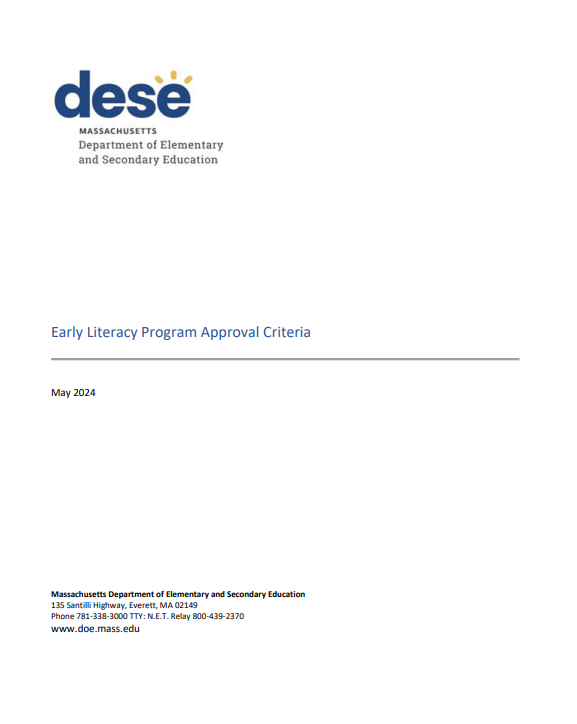 dese
MASSACHUSETTS
Department of Elementary
and Secondary Education
Early Literacy Program Approval Criteria
May 2024
Massachusetts Department of Elementary and Secondary Education
135 Santilli Highway, Everett, MA 02149
Phone 781-338-3000 TTY: N.E.T. Relay 800-439-2370
www.doe.mass.edu